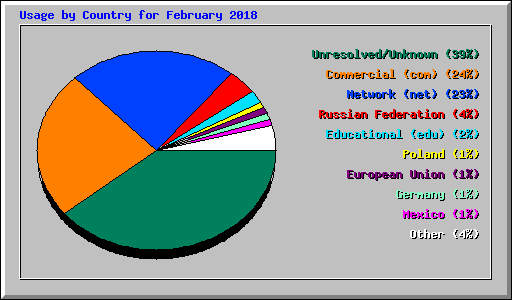 Usage by Country for February 2018
Unresolved/Unknown (39%)
Commercial (com) (24%)
Network (net) (23%)
Russian Federation (4%)
Educational (edu) (2%)
Poland (1%)
European Union (1%)
Germany (1%)
Mexico (1%)
Other (4%)